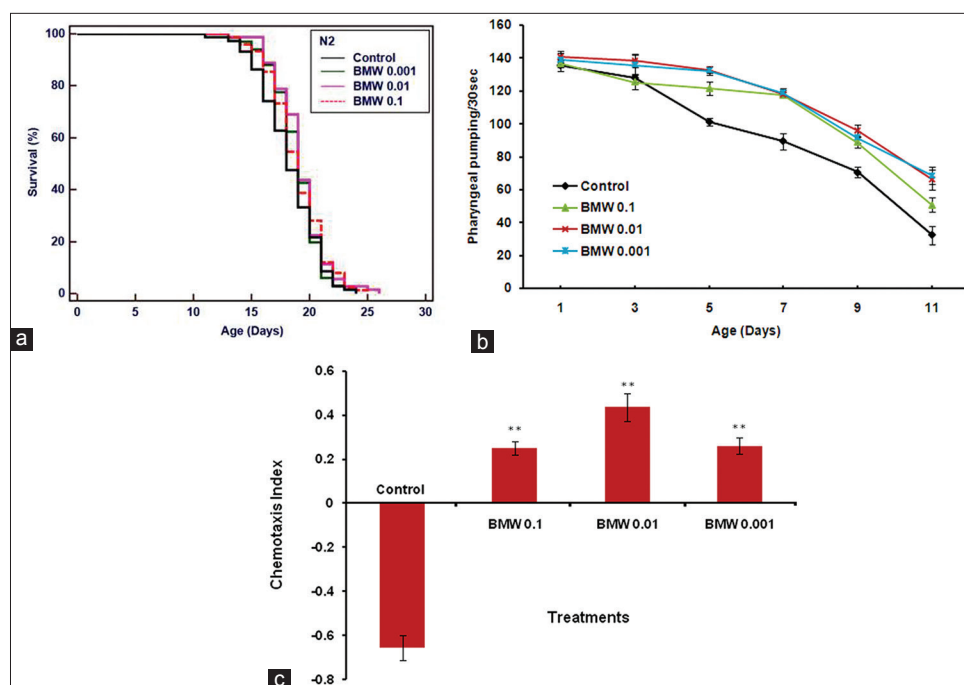 N2
Control
BMW 0.001
BMW 0.01
BMW 0.1
Survival (%)
100
80
60
40
20
0
0 5 10 15 20 25 30
Age (Days)
a
Pharyngeal pumping/30sec
160
140
120
100
80
60
40
20
0
Control
BMW 0.1
BMW 0.01
BMW 0.001
1 3 5 7 9 11
Age (Days)
b
Chemotaxis Index
0.6
0.4
0.2
0
-0.2
-0.4
-0.6
-0.8
Control
**
**
**
BMW 0.1 BMW 0.01 BMW 0.001
Treatments
c